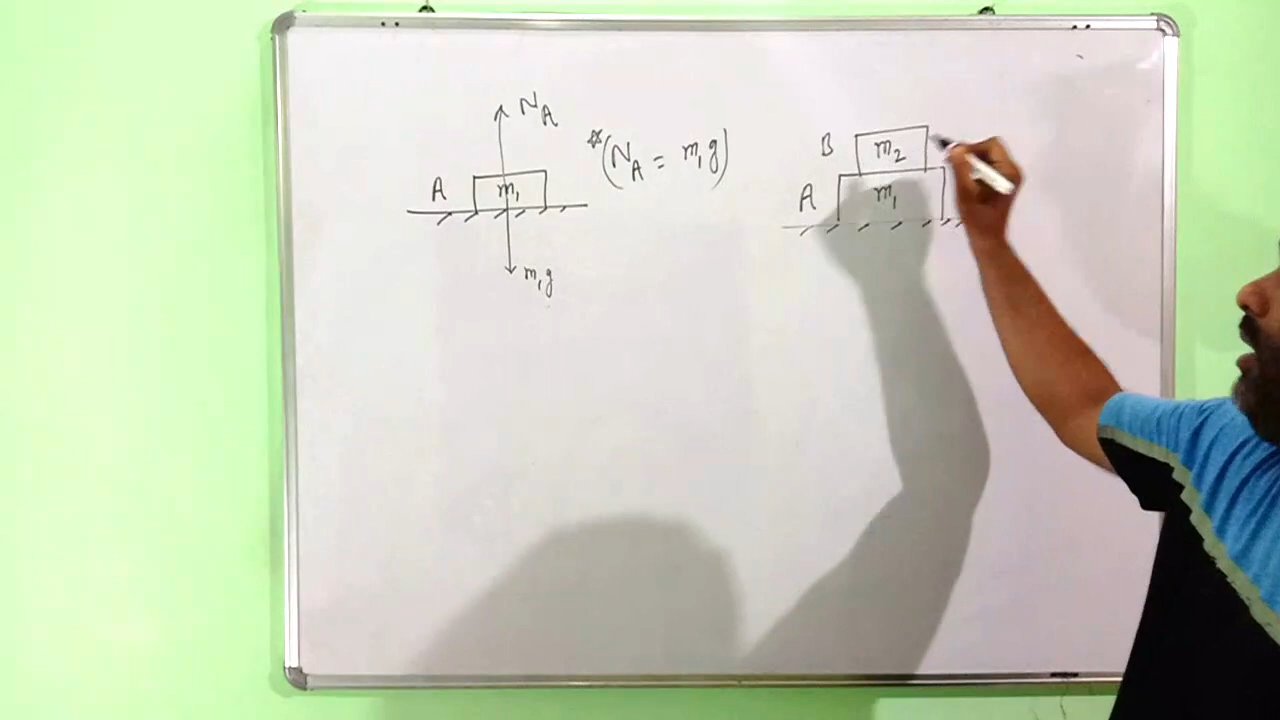 N_A
A
m₁
m₁g
*(N_A = m₁g)
B
m₂
A
m₁